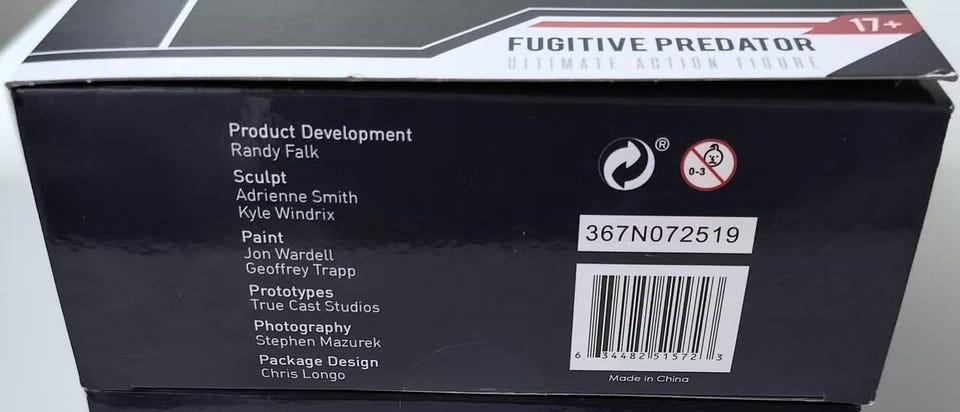 17+
FUGITIVE PREDATOR
ULTIMATE ACTION FIGURE
Product Development
Randy Falk
Sculpt
Adrienne Smith
Kyle Windrix
Paint
Jon Wardell
Geoffrey Trapp
Prototypes
True Cast Studios
Photography
Stephen Mazurek
Package Design
Chris Longo
®
0-3
367N072519
6 34482 51572 3
Made in China